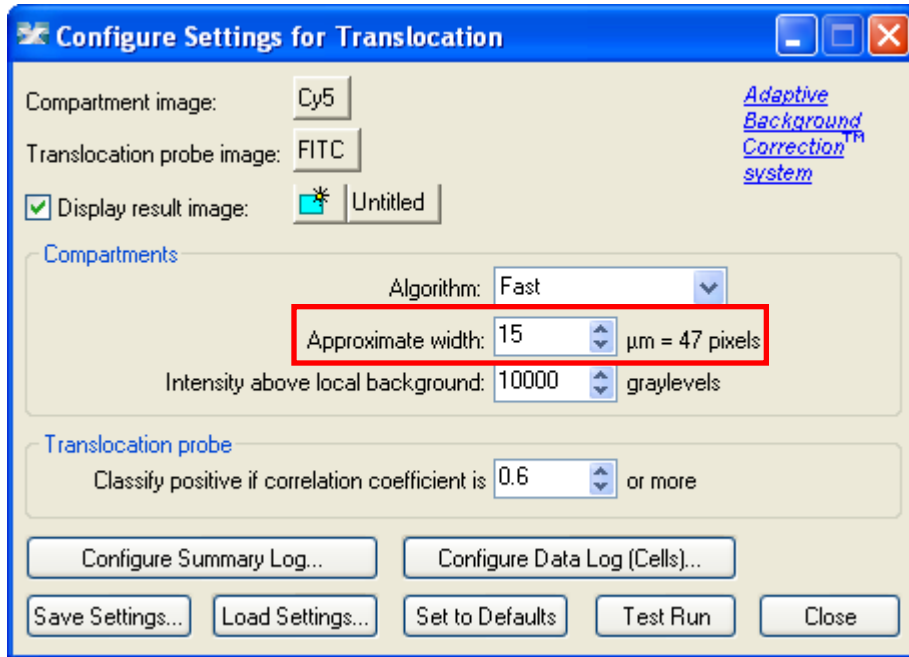 Configure Settings for Translocation
Compartment image: Cy5
Adaptive
Background
Correction™
system
Translocation probe image: FITC
Display result image: Untitled
Compartments
Algorithm: Fast
Approximate width: 15 µm = 47 pixels
Intensity above local background: 10000 graylevels
Translocation probe
Classify positive if correlation coefficient is 0.6 or more
Configure Summary Log... Configure Data Log (Cells)...
Save Settings... Load Settings... Set to Defaults Test Run Close